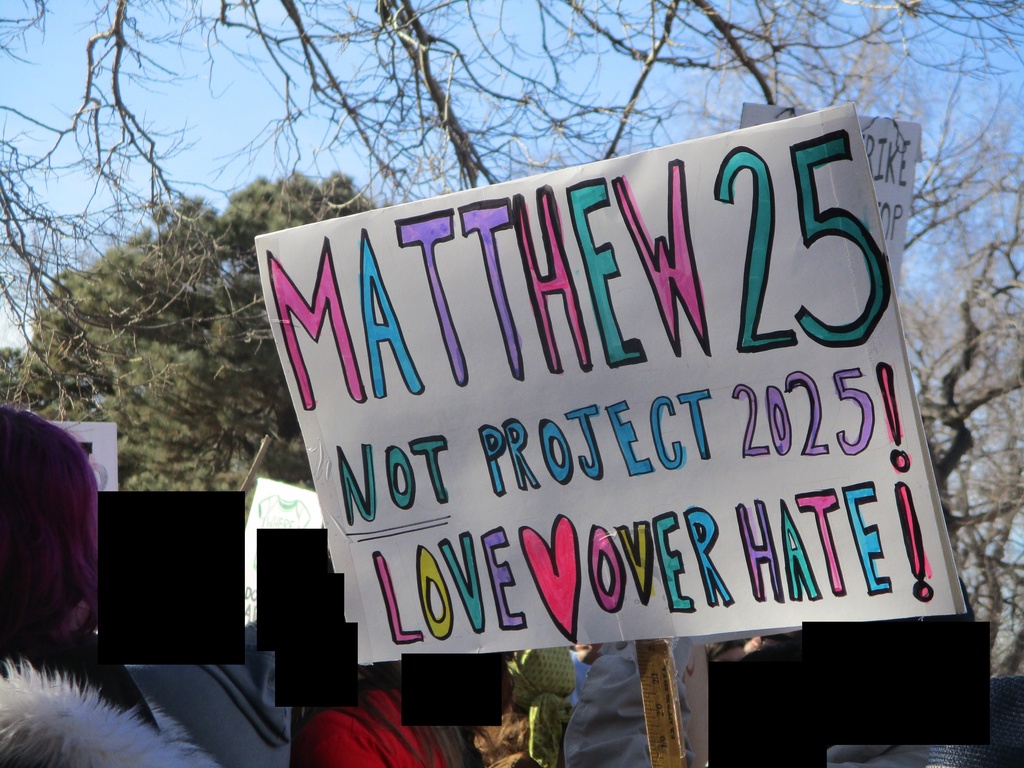 MATTHEW 25
NOT PROJECT 2025!
LOVE ♥ OVER HATE!